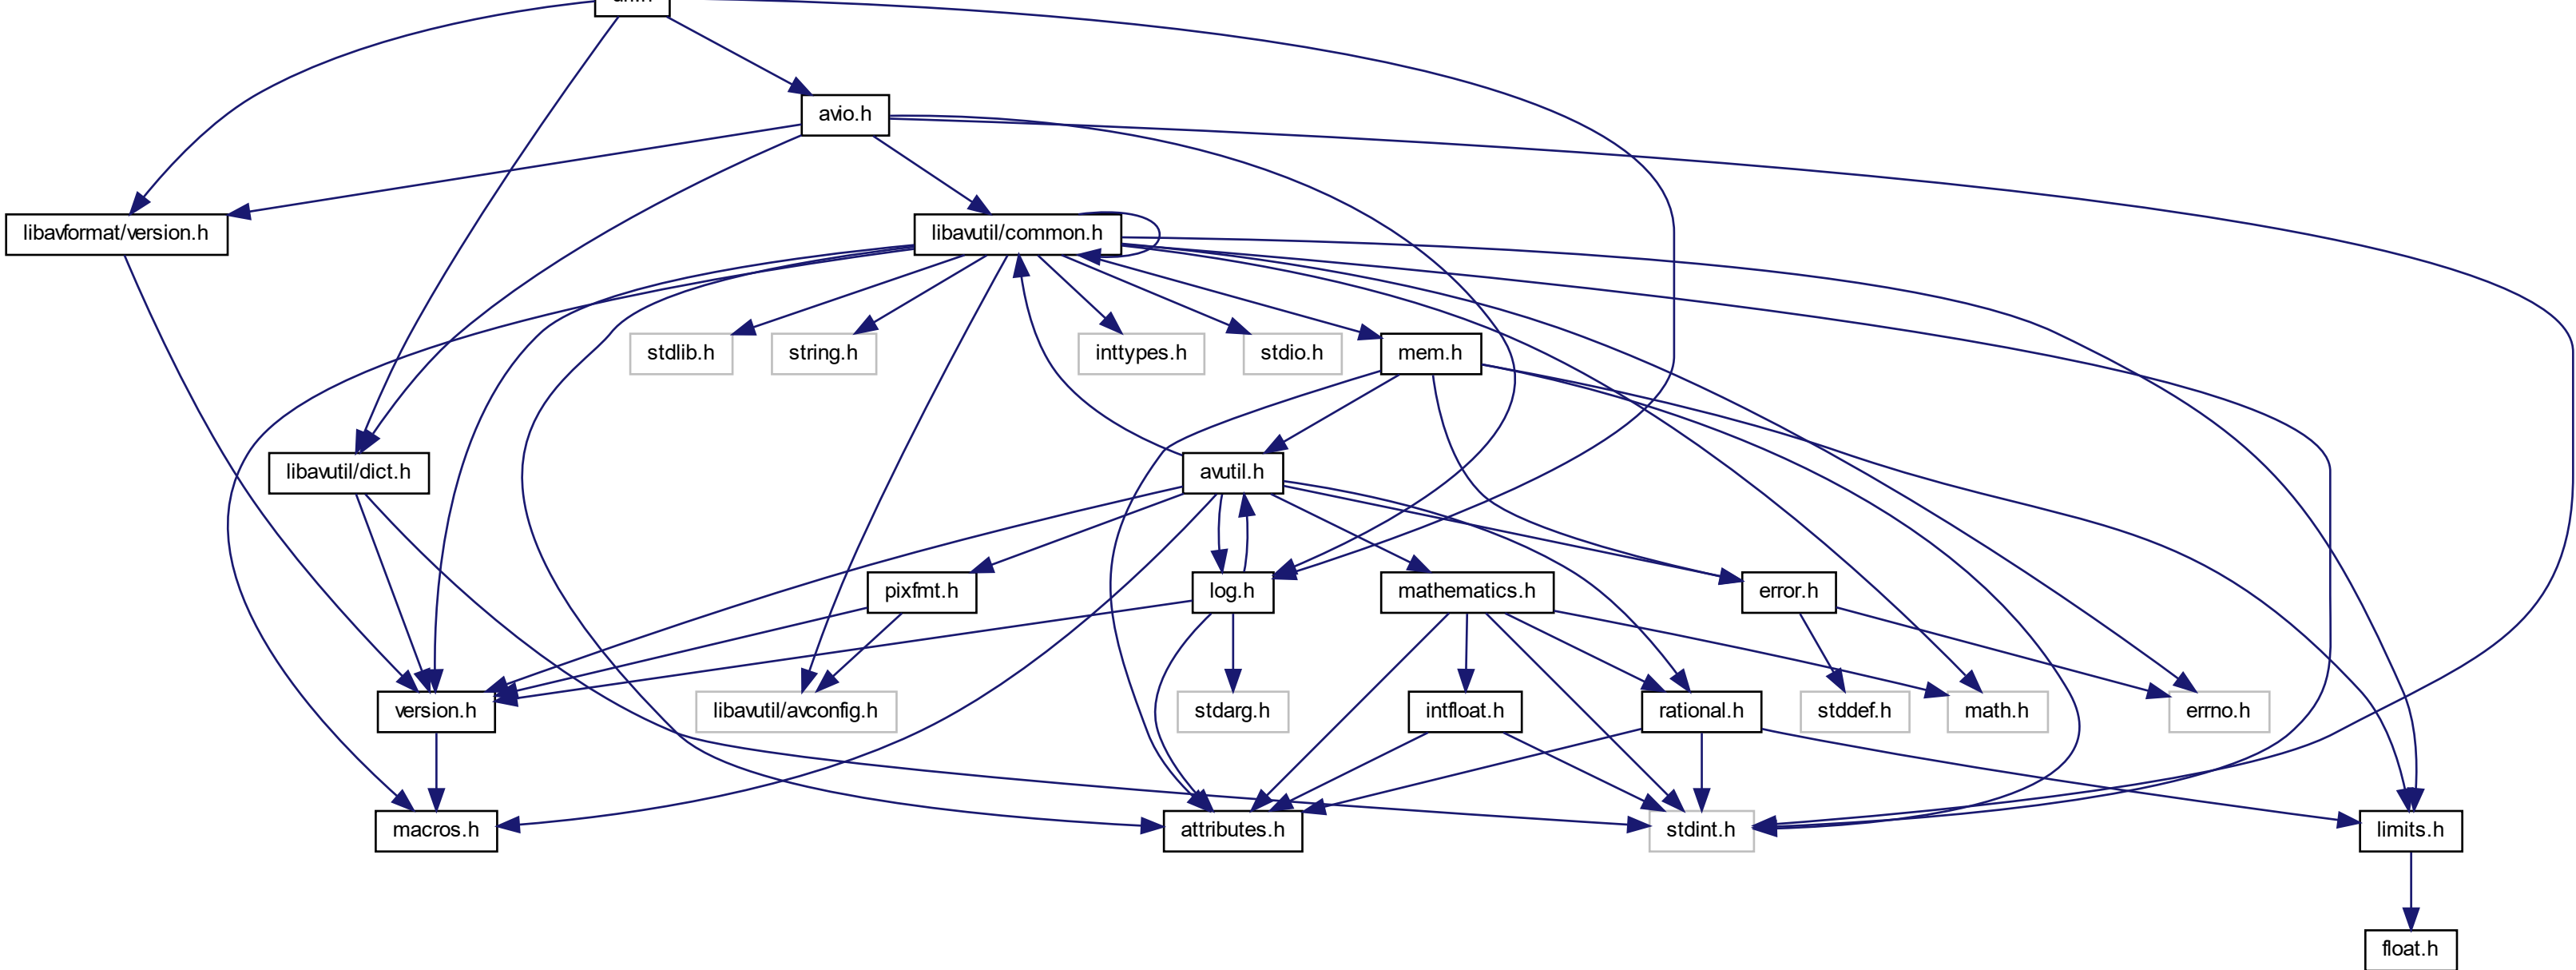 avio.h
libavformat/version.h
libavutil/common.h
stdlib.h
string.h
inttypes.h
stdio.h
mem.h
libavutil/dict.h
avutil.h
pixfmt.h
log.h
mathematics.h
error.h
version.h
libavutil/avconfig.h
stdarg.h
intfloat.h
rational.h
stddef.h
math.h
errno.h
macros.h
attributes.h
stdint.h
limits.h
float.h